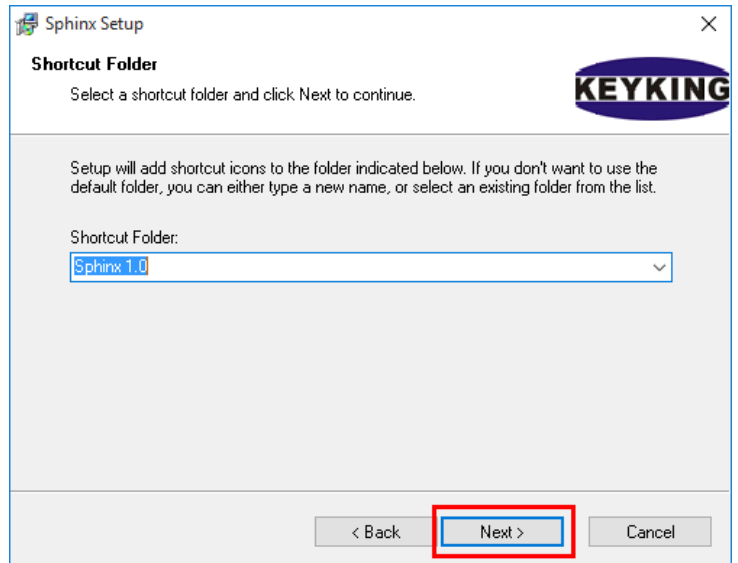 Sphinx Setup
Shortcut Folder
Select a shortcut folder and click Next to continue.
KEYKING
Setup will add shortcut icons to the folder indicated below. If you don't want to use the
default folder, you can either type a new name, or select an existing folder from the list.
Shortcut Folder:
Sphinx 1.0
< Back
Next >
Cancel